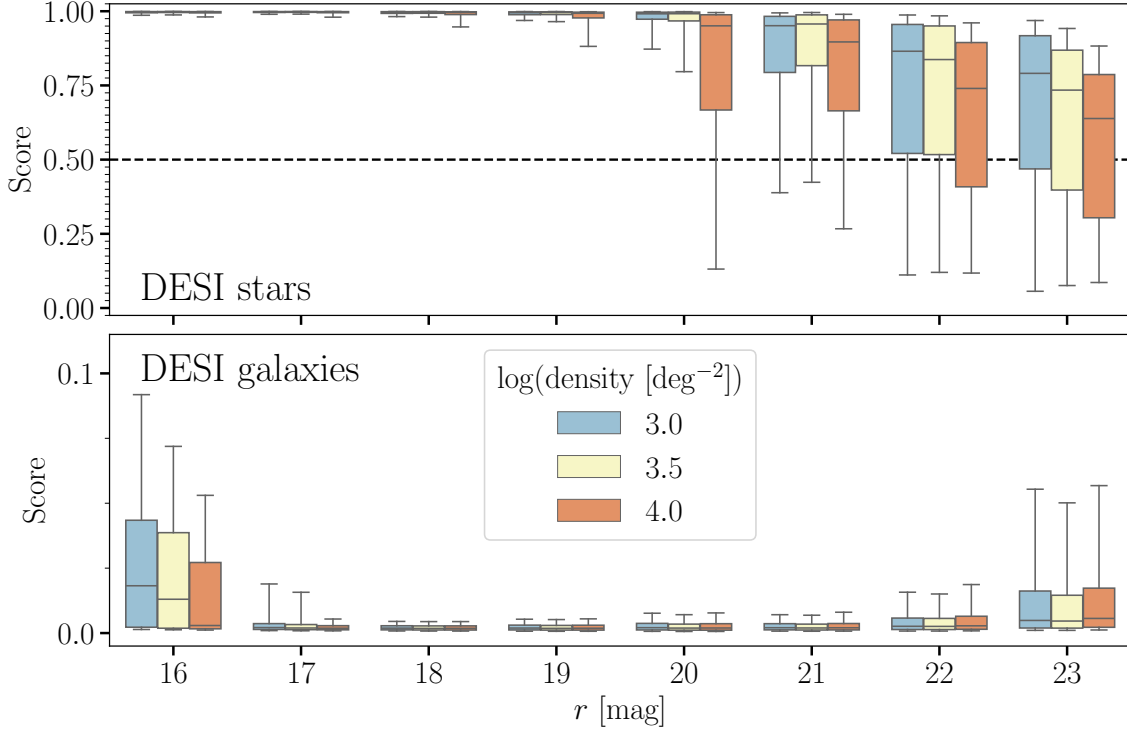 1.00
0.75
0.50
0.25
0.00
Score
DESI stars
DESI galaxies
0.1
0.0
Score
log(density [deg⁻²])
3.0
3.5
4.0
16 17 18 19 20 21 22 23
r [mag]